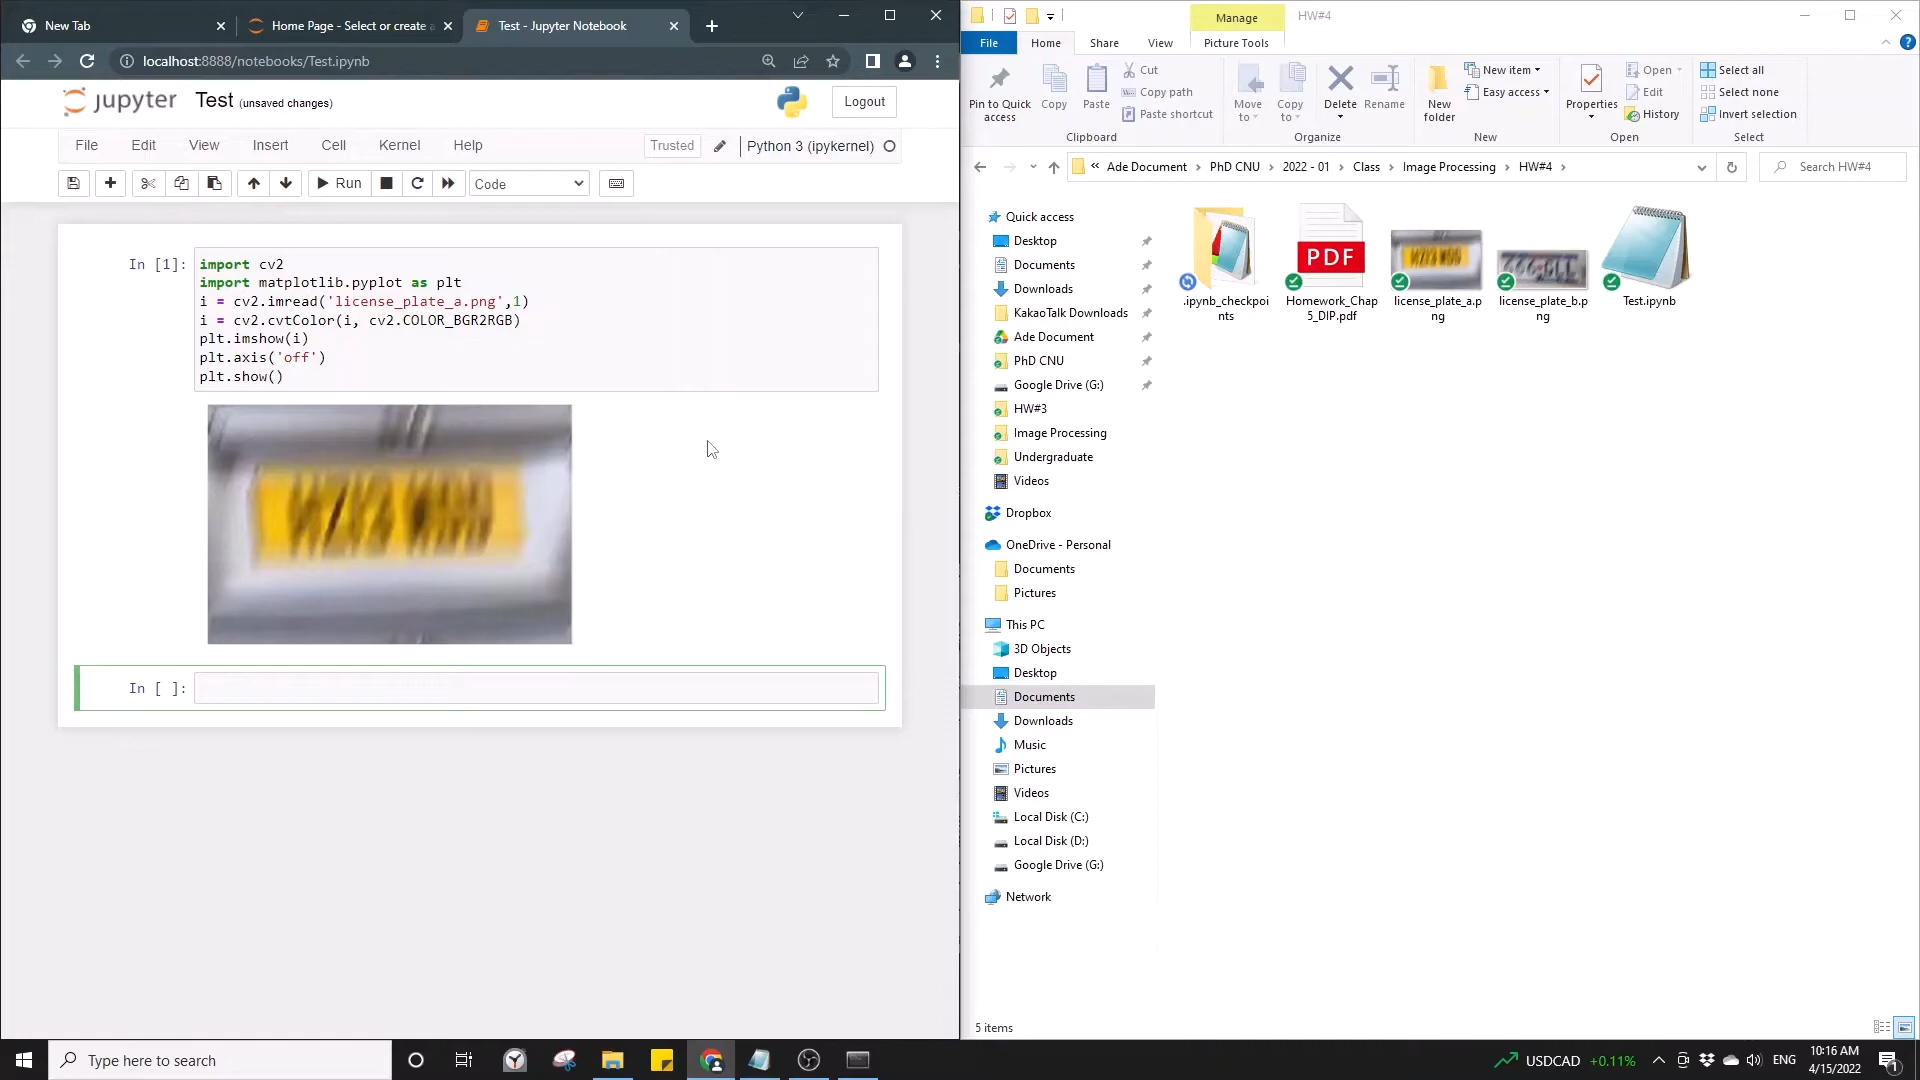 New Tab
Home Page - Select or create a
Test - Jupyter Notebook
localhost:8888/notebooks/Test.ipynb
jupyter
Test (unsaved changes)
Logout
File Edit View Insert Cell Kernel Help
Trusted
Python 3 (ipykernel)
Run
Code
In [1]:
import cv2
import matplotlib.pyplot as plt
i = cv2.imread('license_plate_a.png',1)
i = cv2.cvtColor(i, cv2.COLOR_BGR2RGB)
plt.imshow(i)
plt.axis('off')
plt.show()
In [ ]:
Manage
HW#4
File Home Share View Picture Tools
Pin to Quick access
Copy
Paste
Cut
Copy path
Paste shortcut
Clipboard
Move to
Copy to
Delete
Rename
Organize
New folder
New item
Easy access
New
Properties
Open
Edit
History
Open
Select all
Select none
Invert selection
Select
« Ade Document › PhD CNU › 2022 - 01 › Class › Image Processing › HW#4 ›
Search HW#4
Quick access
Desktop
Documents
Downloads
KakaoTalk Downloads
Ade Document
PhD CNU
Google Drive (G:)
HW#3
Image Processing
Undergraduate
Videos
Dropbox
OneDrive - Personal
Documents
Pictures
This PC
3D Objects
Desktop
Documents
Downloads
Music
Pictures
Videos
Local Disk (C:)
Local Disk (D:)
Google Drive (G:)
Network
PDF
.ipynb_checkpoi
nts
Homework_Chap
5_DIP.pdf
license_plate_a.p
ng
license_plate_b.p
ng
Test.ipynb
5 items
Type here to search
USDCAD +0.11%
ENG
10:16 AM
4/15/2022
1